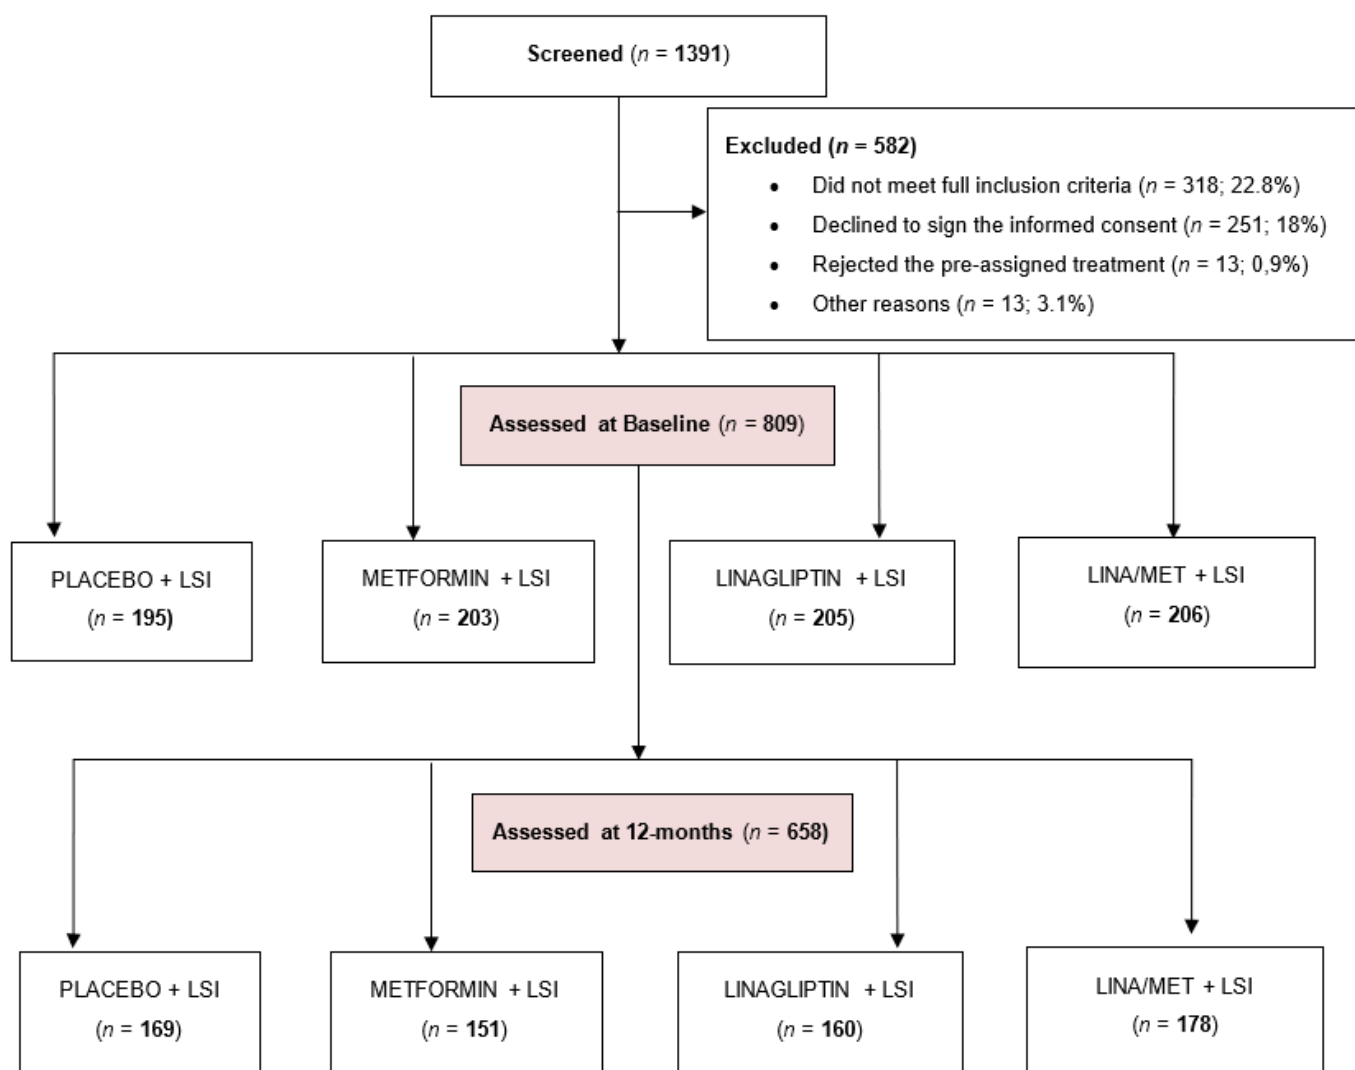 Screened (n = 1391)
Excluded (n = 582)
• Did not meet full inclusion criteria (n = 318; 22.8%)
• Declined to sign the informed consent (n = 251; 18%)
• Rejected the pre-assigned treatment (n = 13; 0,9%)
• Other reasons (n = 13; 3.1%)
Assessed at Baseline (n = 809)
PLACEBO + LSI
(n = 195)
METFORMIN + LSI
(n = 203)
LINAGLIPTIN + LSI
(n = 205)
LINA/MET + LSI
(n = 206)
Assessed at 12-months (n = 658)
PLACEBO + LSI
(n = 169)
METFORMIN + LSI
(n = 151)
LINAGLIPTIN + LSI
(n = 160)
LINA/MET + LSI
(n = 178)